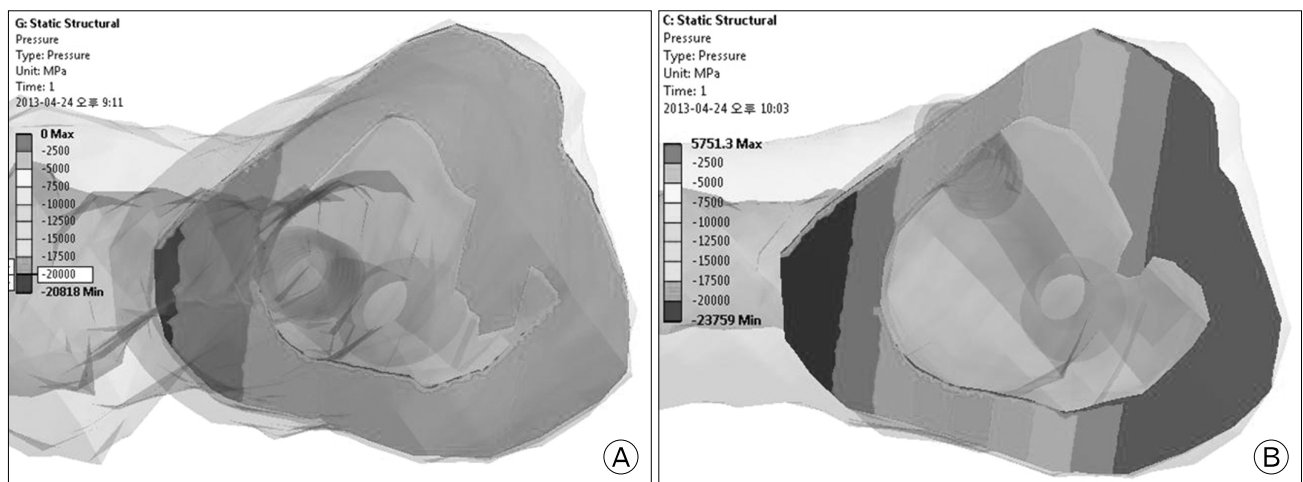 G: Static Structural
Pressure
Type: Pressure
Unit: MPa
Time: 1
2013-04-24 오후 9:11
0 Max
-2500
-5000
-7500
-10000
-12500
-15000
-17500
-20000
-20818 Min
A
C: Static Structural
Pressure
Type: Pressure
Unit: MPa
Time: 1
2013-04-24 오후 10:03
5751.3 Max
-2500
-5000
-7500
-10000
-12500
-15000
-17500
-20000
-23759 Min
B